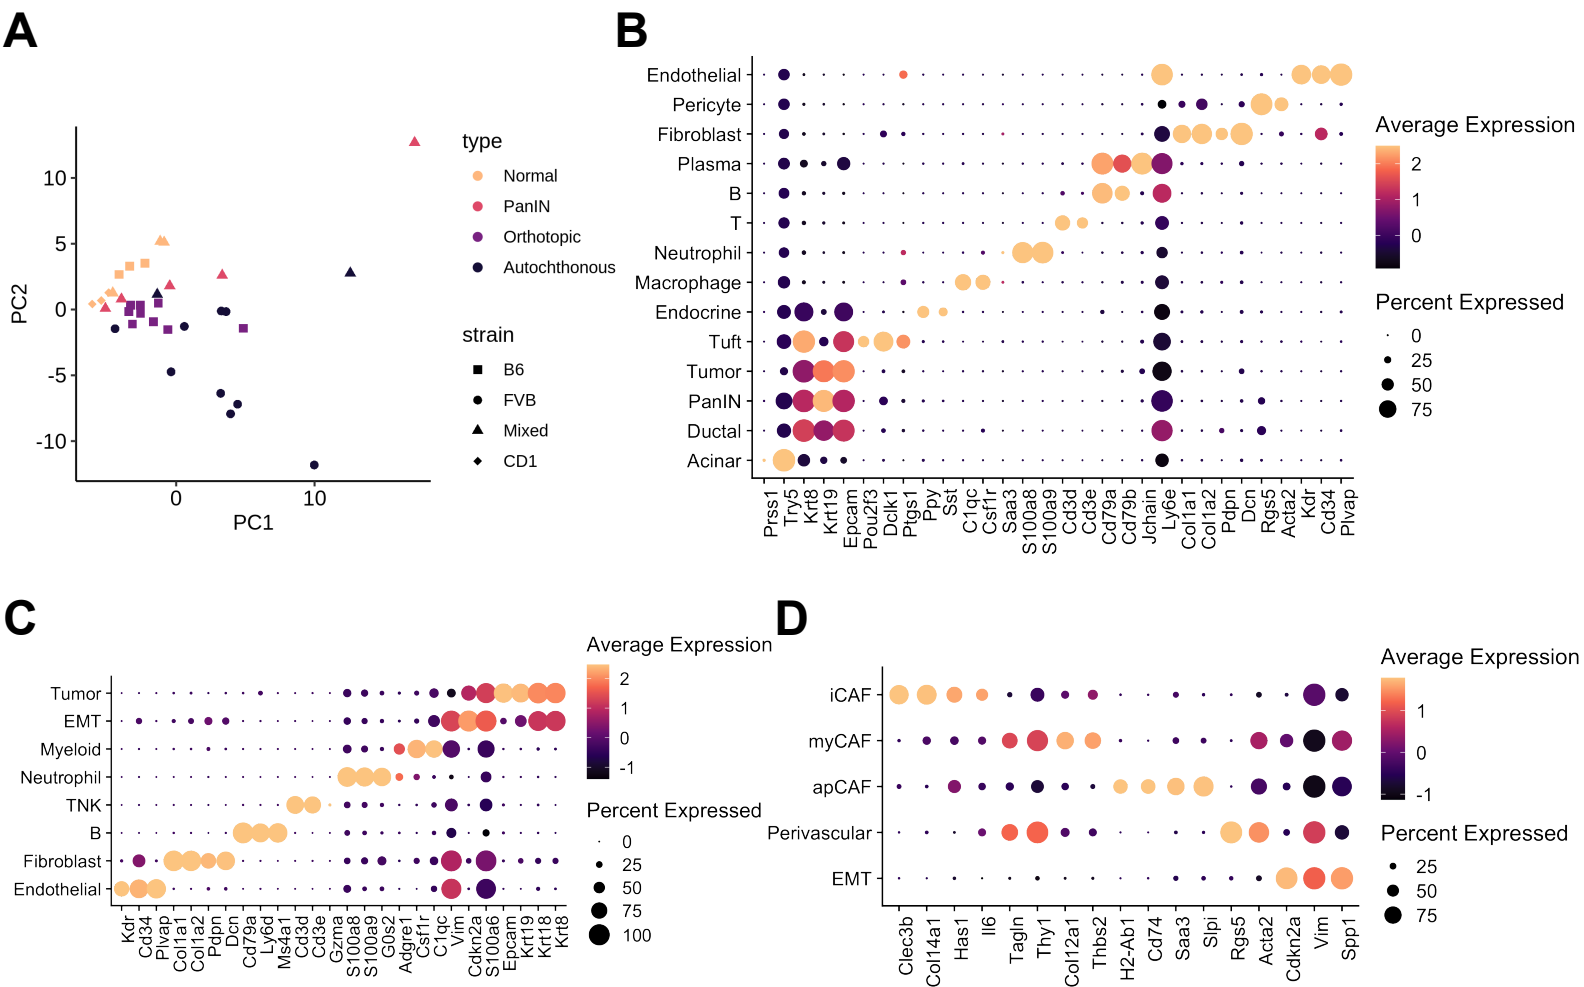 A
10
5
0
-5
-10
PC2
0
10
PC1
type
Normal
PanIN
Orthotopic
Autochthonous
strain
B6
FVB
Mixed
CD1
B
Endothelial
Pericyte
Fibroblast
Plasma
B
T
Neutrophil
Macrophage
Endocrine
Tuft
Tumor
PanIN
Ductal
Acinar
Prss1
Try5
Krt8
Krt19
Epcam
Pou2f3
Dclk1
Ptgs1
Ppy
Sst
C1qc
Csf1r
Saa3
S100a8
S100a9
Cd3d
Cd3e
Cd79a
Cd79b
Jchain
Ly6e
Col1a1
Col1a2
Pdpn
Dcn
Rgs5
Acta2
Kdr
Cd34
Plvap
Average Expression
2
1
0
Percent Expressed
0
25
50
75
C
Tumor
EMT
Myeloid
Neutrophil
TNK
B
Fibroblast
Endothelial
Kdr
Cd34
Plvap
Col1a1
Col1a2
Pdpn
Dcn
Cd79a
Ly6d
Ms4a1
Cd3d
Cd3e
Gzma
S100a8
S100a9
G0s2
Adgre1
Csf1r
C1qc
Vim
Cdkn2a
S100a6
Epcam
Krt19
Krt18
Krt8
Average Expression
2
1
0
-1
Percent Expressed
0
25
50
75
100
D
iCAF
myCAF
apCAF
Perivascular
EMT
Clec3b
Col14a1
Has1
Il6
Tagln
Thy1
Col12a1
Thbs2
H2-Ab1
Cd74
Saa3
Slpi
Rgs5
Acta2
Cdkn2a
Vim
Spp1
Average Expression
1
0
-1
Percent Expressed
25
50
75